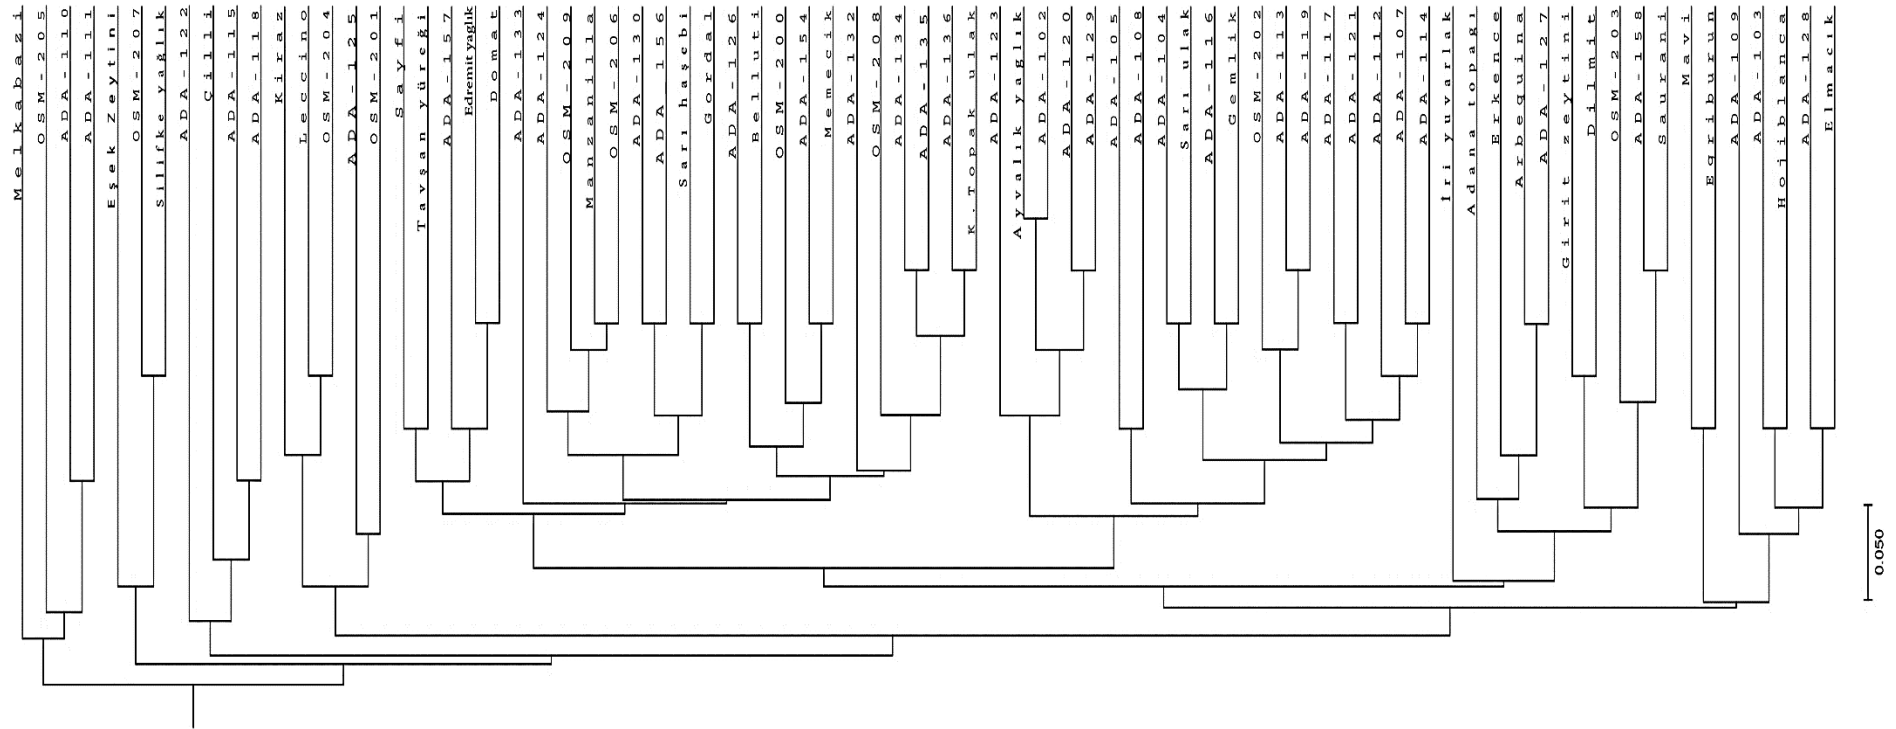 Melkabazi
OSM-205
ADA-110
ADA-111
Eşek Zeytini
OSM-207
Silifke yağlık
ADA-122
Çilli
ADA-115
ADA-118
Kiraz
Leccino
OSM-204
ADA-125
OSM-201
Sayfi
Tavşan yüreği
ADA-157
Edremit yağlık
Domat
ADA-133
ADA-124
OSM-209
Manzanilla
OSM-206
ADA-130
ADA 156
Sarı haşebi
Gordal
ADA-126
Belluti
OSM-200
ADA-154
Memecik
ADA-132
OSM-208
ADA-134
ADA-135
ADA-136
K.Topak ulak
ADA-123
Ayvalık yaglık
ADA-102
ADA-120
ADA-129
ADA-105
ADA-108
ADA-104
Sarı ulak
ADA-116
Gemlik
OSM-202
ADA-113
ADA-119
ADA-117
ADA-121
ADA-112
ADA-107
ADA-114
İri yuvarlak
Adana topagı
Erkence
Arbequina
ADA-127
Girit zeytini
Dilmit
OSM-203
ADA-158
Saurani
Mavi
Egriburun
ADA-109
ADA-103
Hojiblanca
ADA-128
Elmacık
0.050